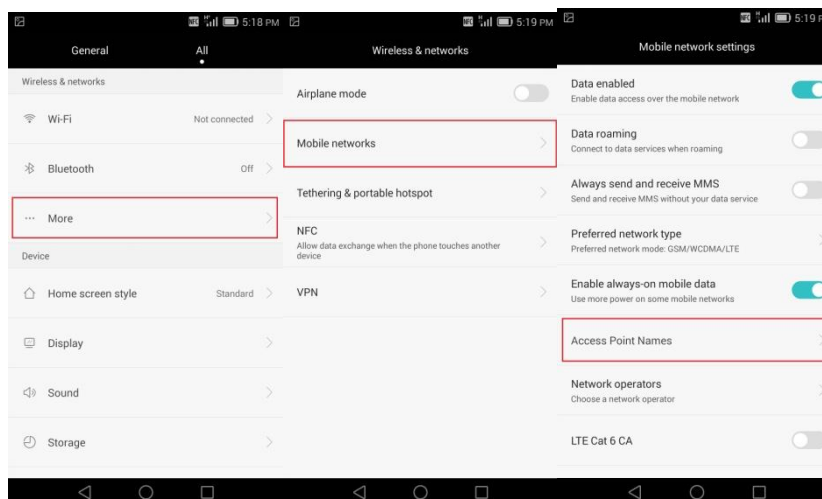 NFC 5:18 PM
General All
Wireless & networks
Wi-Fi Not connected
Bluetooth Off
More
Device
Home screen style Standard
Display
Sound
Storage
NFC 5:19 PM
Wireless & networks
Airplane mode
Mobile networks
Tethering & portable hotspot
NFC
Allow data exchange when the phone touches another
device
VPN
NFC 5:19 P
Mobile network settings
Data enabled
Enable data access over the mobile network
Data roaming
Connect to data services when roaming
Always send and receive MMS
Send and receive MMS without your data service
Preferred network type
Preferred network mode: GSM/WCDMA/LTE
Enable always-on mobile data
Use more power on some mobile networks
Access Point Names
Network operators
Choose a network operator
LTE Cat 6 CA